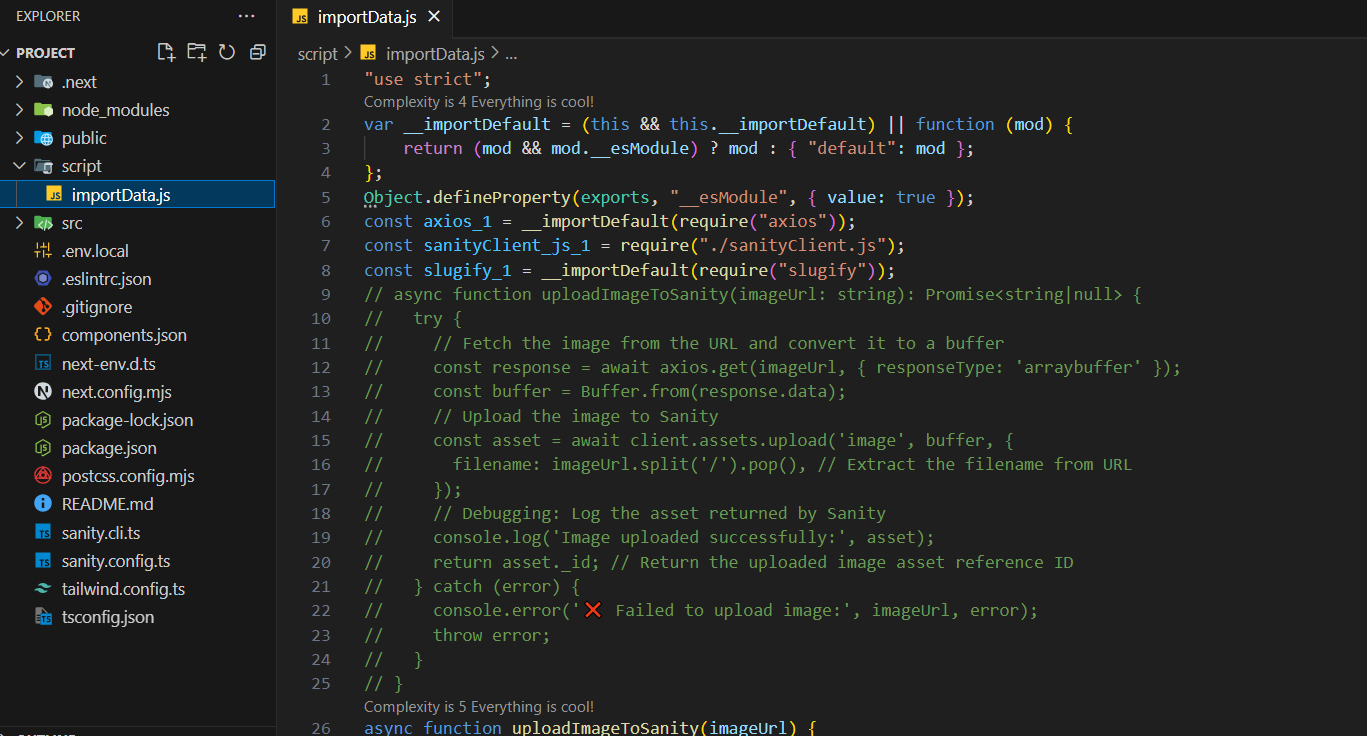 EXPLORER
...
PROJECT
.next
node_modules
public
script
JS importData.js
src
.env.local
.eslintrc.json
.gitignore
components.json
TS next-env.d.ts
N next.config.mjs
JS package-lock.json
JS package.json
postcss.config.mjs
i README.md
TS sanity.cli.ts
TS sanity.config.ts
tailwind.config.ts
TS tsconfig.json
JS importData.js ×
script > JS importData.js > ...
1 "use strict";
Complexity is 4 Everything is cool!
2 var __importDefault = (this && this.__importDefault) || function (mod) {
3     return (mod && mod.__esModule) ? mod : { "default": mod };
4 };
5 Object.defineProperty(exports, "__esModule", { value: true });
6 const axios_1 = __importDefault(require("axios"));
7 const sanityClient_js_1 = require("./sanityClient.js");
8 const slugify_1 = __importDefault(require("slugify"));
9 // async function uploadImageToSanity(imageUrl: string): Promise<string|null> {
10 //   try {
11 //     // Fetch the image from the URL and convert it to a buffer
12 //     const response = await axios.get(imageUrl, { responseType: 'arraybuffer' });
13 //     const buffer = Buffer.from(response.data);
14 //     // Upload the image to Sanity
15 //     const asset = await client.assets.upload('image', buffer, {
16 //       filename: imageUrl.split('/').pop(), // Extract the filename from URL
17 //     });
18 //     // Debugging: Log the asset returned by Sanity
19 //     console.log('Image uploaded successfully:', asset);
20 //     return asset._id; // Return the uploaded image asset reference ID
21 //   } catch (error) {
22 //     console.error('❌ Failed to upload image:', imageUrl, error);
23 //     throw error;
24 //   }
25 // }
Complexity is 5 Everything is cool!
26 async function uploadImageToSanity(imageUrl) {